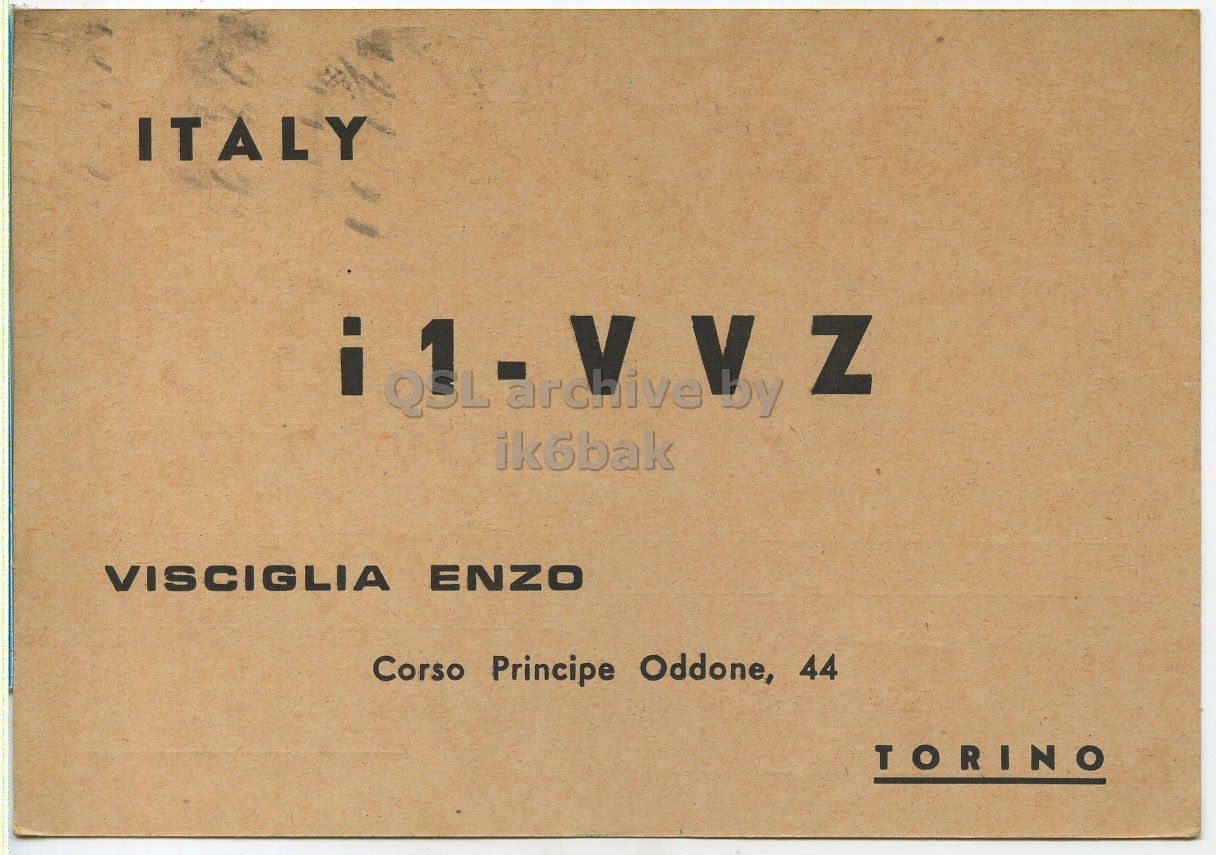 ITALY
i1-VVZ
QSL archive by
ik6bak
VISCIGLIA ENZO
Corso Principe Oddone, 44
TORINO